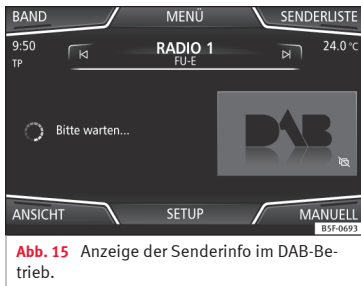 BAND MENÜ SENDERLISTE
9:50 RADIO 1 24.0 °C
TP FU-E
Bitte warten...
DAB
ANSICHT SETUP MANUELL
B5F-0693
Abb. 15 Anzeige der Senderinfo im DAB-Be-
trieb.